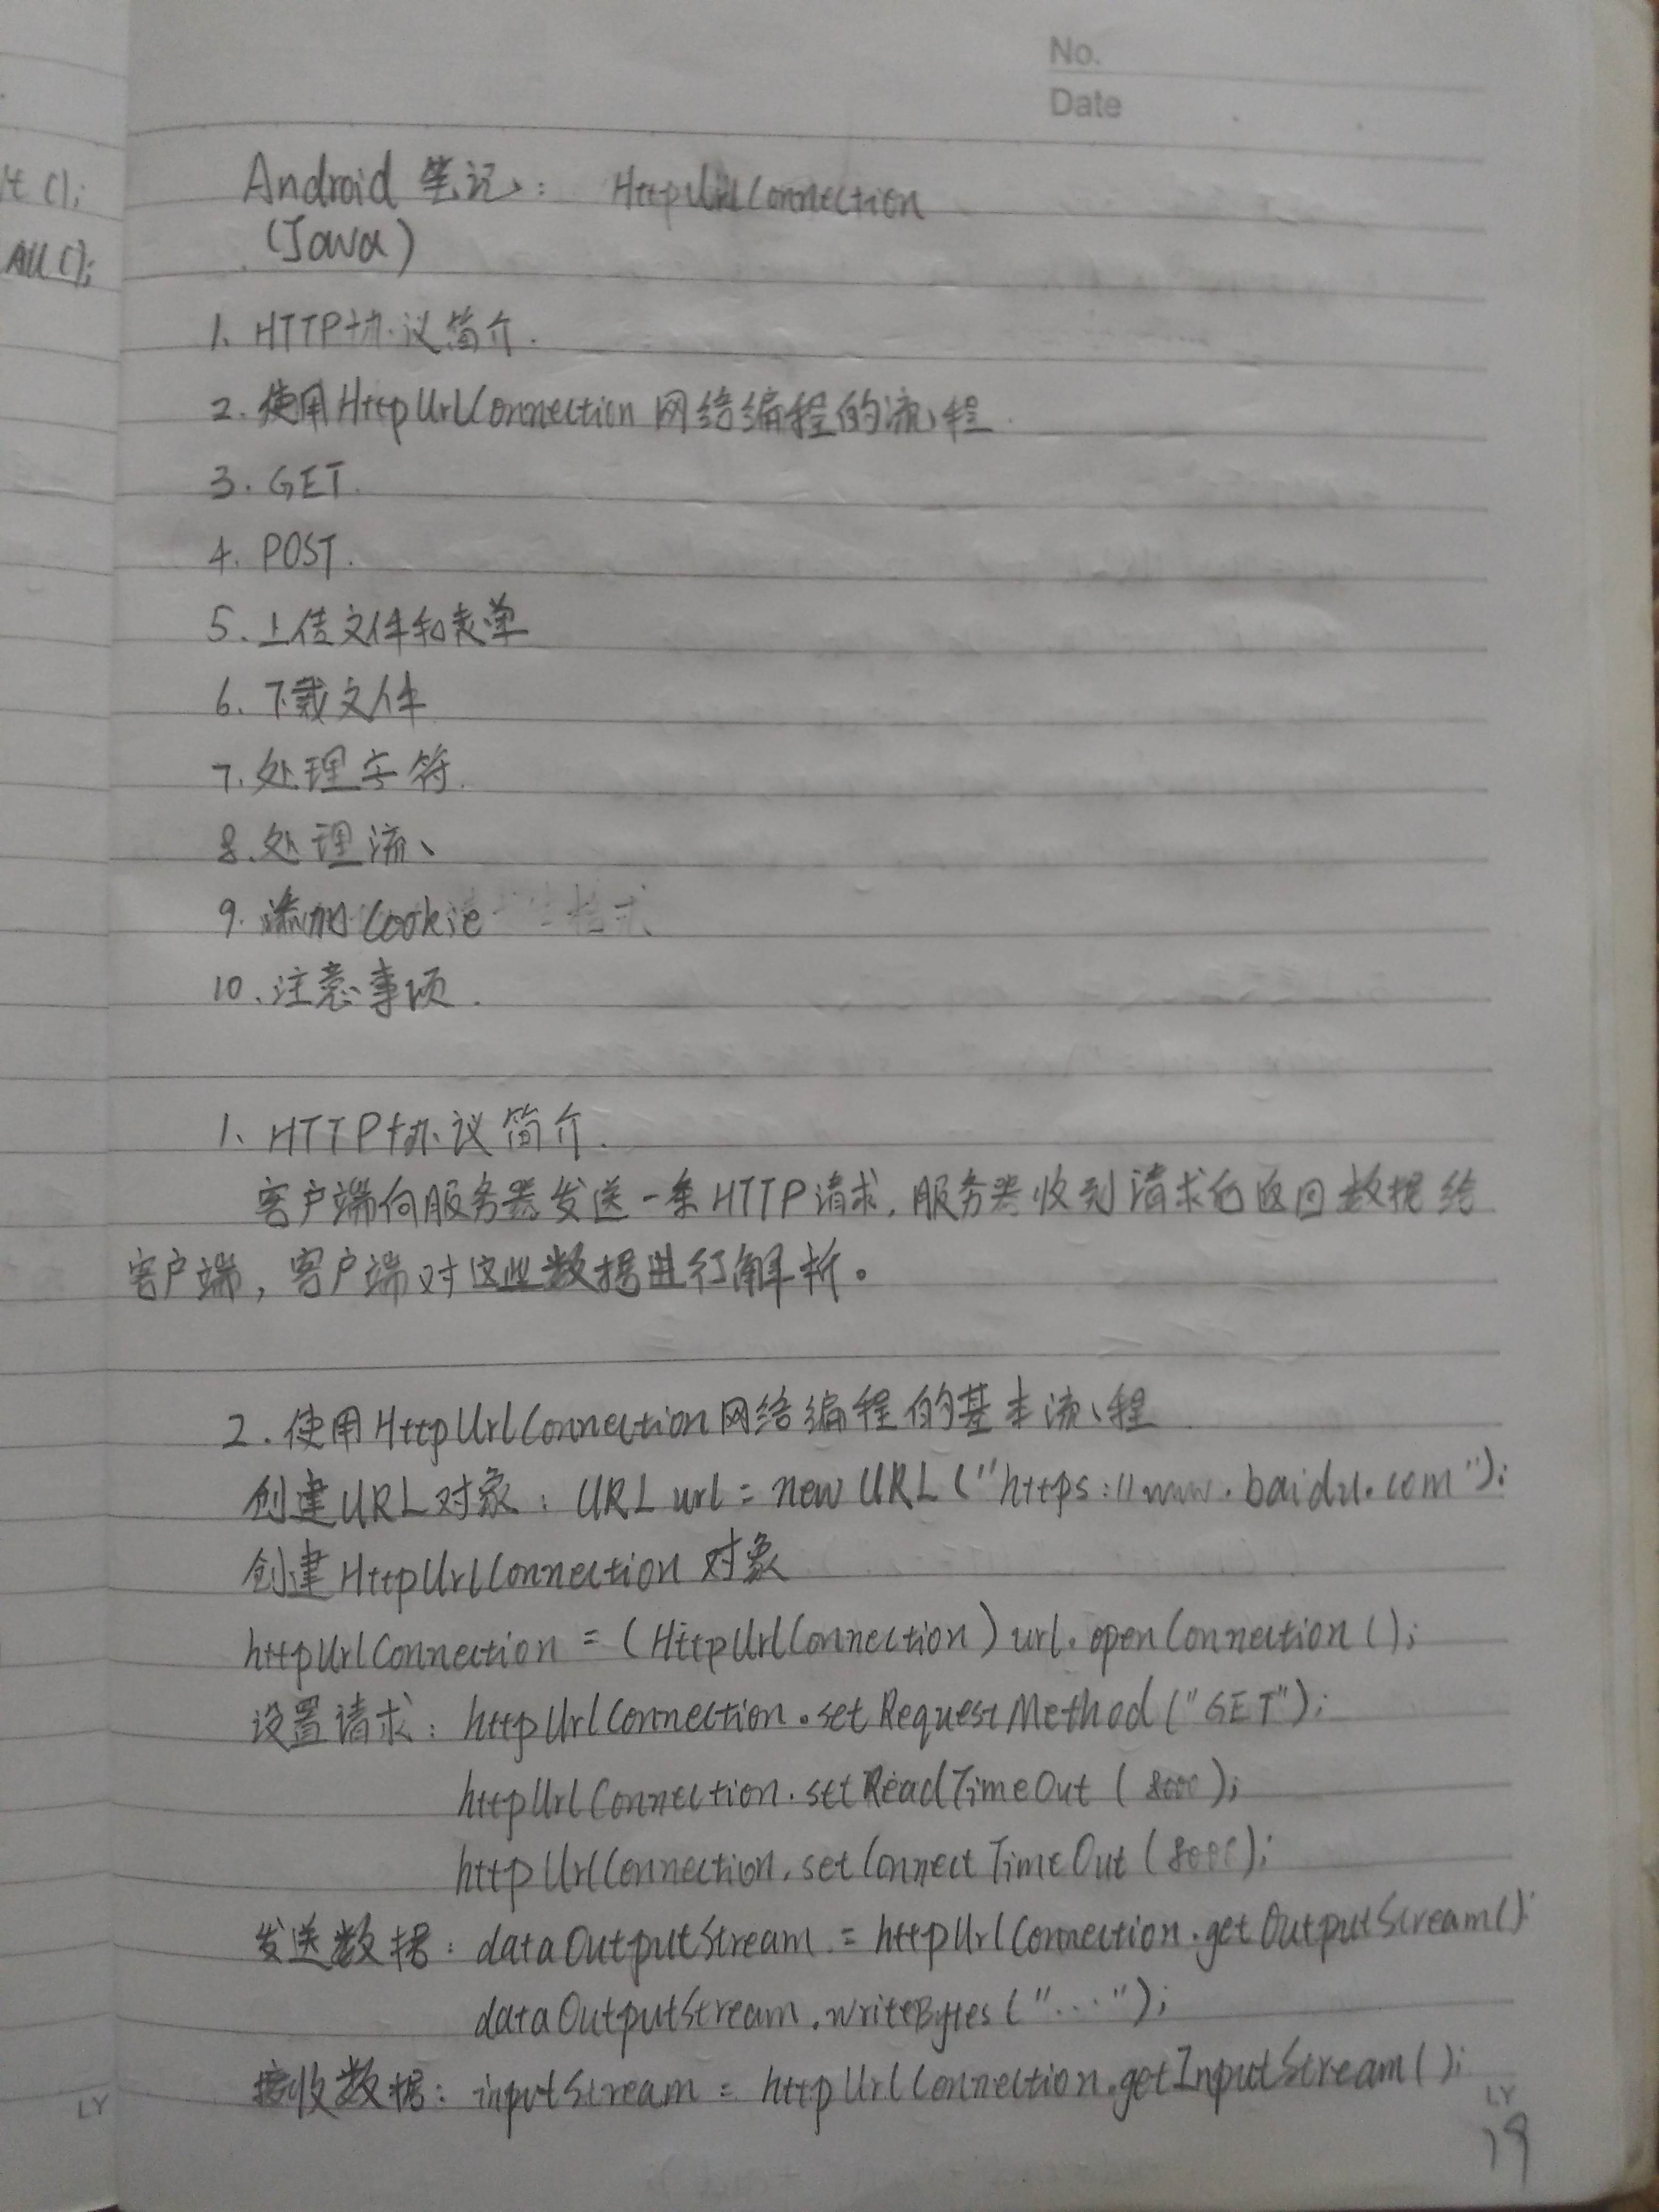 No.
Date
t();
All();
Android 笔记: HttpUrlConnection
(Java)
1、HTTP协议简介.
2.使用HttpUrlConnection网络编程的流程.
3. GET.
4. POST.
5、上传文件和表单
6、下载文件
7.处理字符.
8.处理流、
9.添加Cookie
10、注意事项.
1、HTTP协议简介.
客户端向服务器发送一条HTTP请求,服务器收到请求后返回数据给
客户端,客户端对这些数据进行解析。
2.使用HttpUrlConnection网络编程的基本流程
创建URL对象: URL url = new URL("https://www.baidu.com");
创建HttpUrlConnection 对象
httpUrlConnection = (HttpUrlConnection) url.openConnection();
设置请求: httpUrlConnection.setRequestMethod("GET");
httpUrlConnection.setReadTimeOut(8000);
httpUrlConnection.setConnectTimeOut(8000);
发送数据: dataOutputStream = httpUrlConnection.getOutputStream();
dataOutputStream.writeBytes("...");
接收数据: inputStream = httpUrlConnection.getInputStream();
LY
LY
19